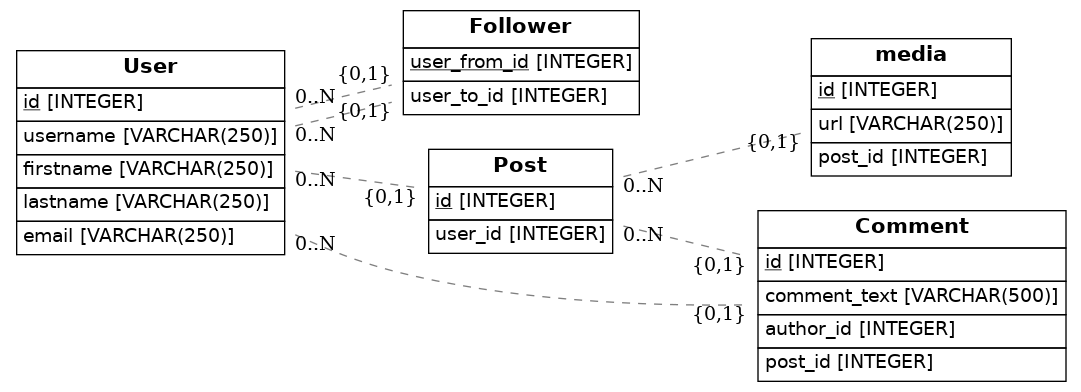 User
id [INTEGER]
username [VARCHAR(250)]
firstname [VARCHAR(250)]
lastname [VARCHAR(250)]
email [VARCHAR(250)]
0..N
{0,1}
0..N
{0,1}
0..N
{0,1}
0..N
{0,1}
Follower
user_from_id [INTEGER]
user_to_id [INTEGER]
Post
id [INTEGER]
user_id [INTEGER]
0..N
{0,1}
0..N
{0,1}
media
id [INTEGER]
url [VARCHAR(250)]
post_id [INTEGER]
Comment
id [INTEGER]
comment_text [VARCHAR(500)]
author_id [INTEGER]
post_id [INTEGER]